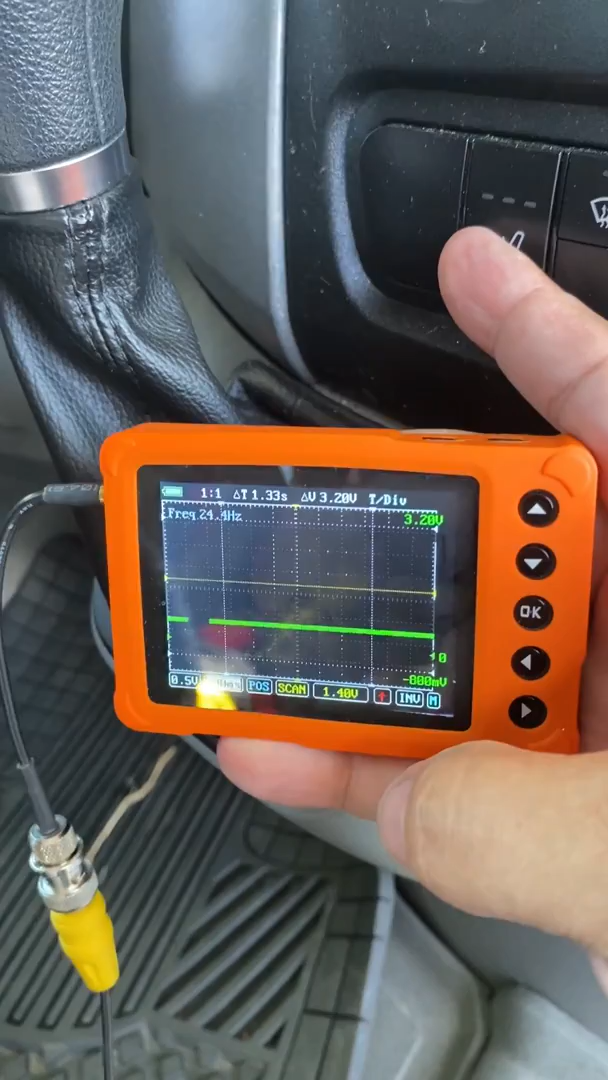 1:1 ΔT 1.33s ΔV 3.20V T/Div
Freq 24.4Hz
3.20V
0
-800mV
0.5V
POS SCAN 1.40V INV M
OK